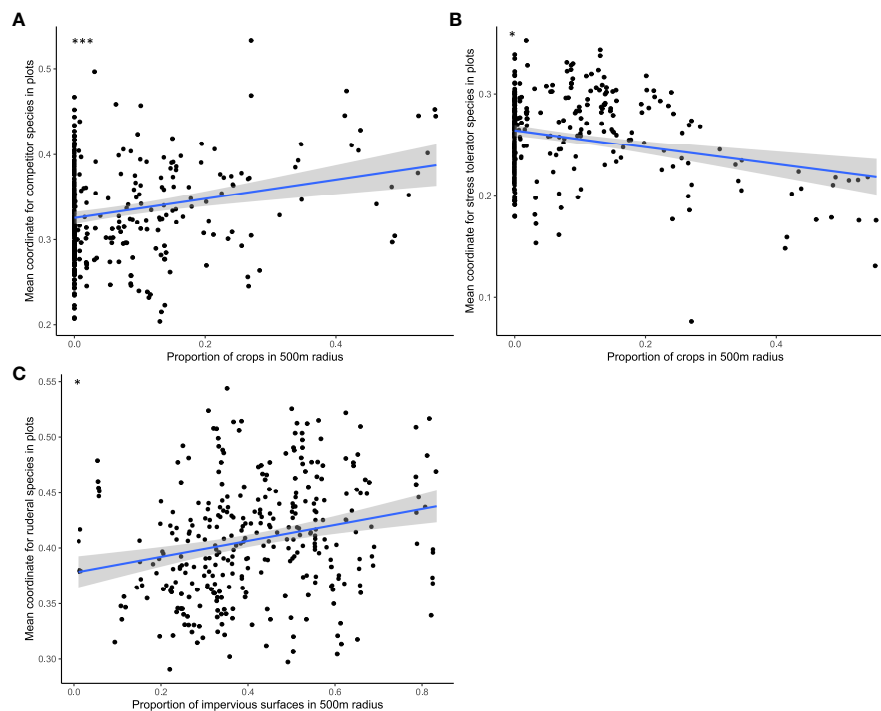 A
***
Mean coordinate for competitor species in plots
0.5
0.4
0.3
0.2
0.0 0.2 0.4
Proportion of crops in 500m radius
B
*
Mean coordinate for stress tolerator species in plots
0.3
0.2
0.1
0.0 0.2 0.4
Proportion of crops in 500m radius
C
*
Mean coordinate for ruderal species in plots
0.55
0.50
0.45
0.40
0.35
0.30
0.0 0.2 0.4 0.6 0.8
Proportion of impervious surfaces in 500m radius